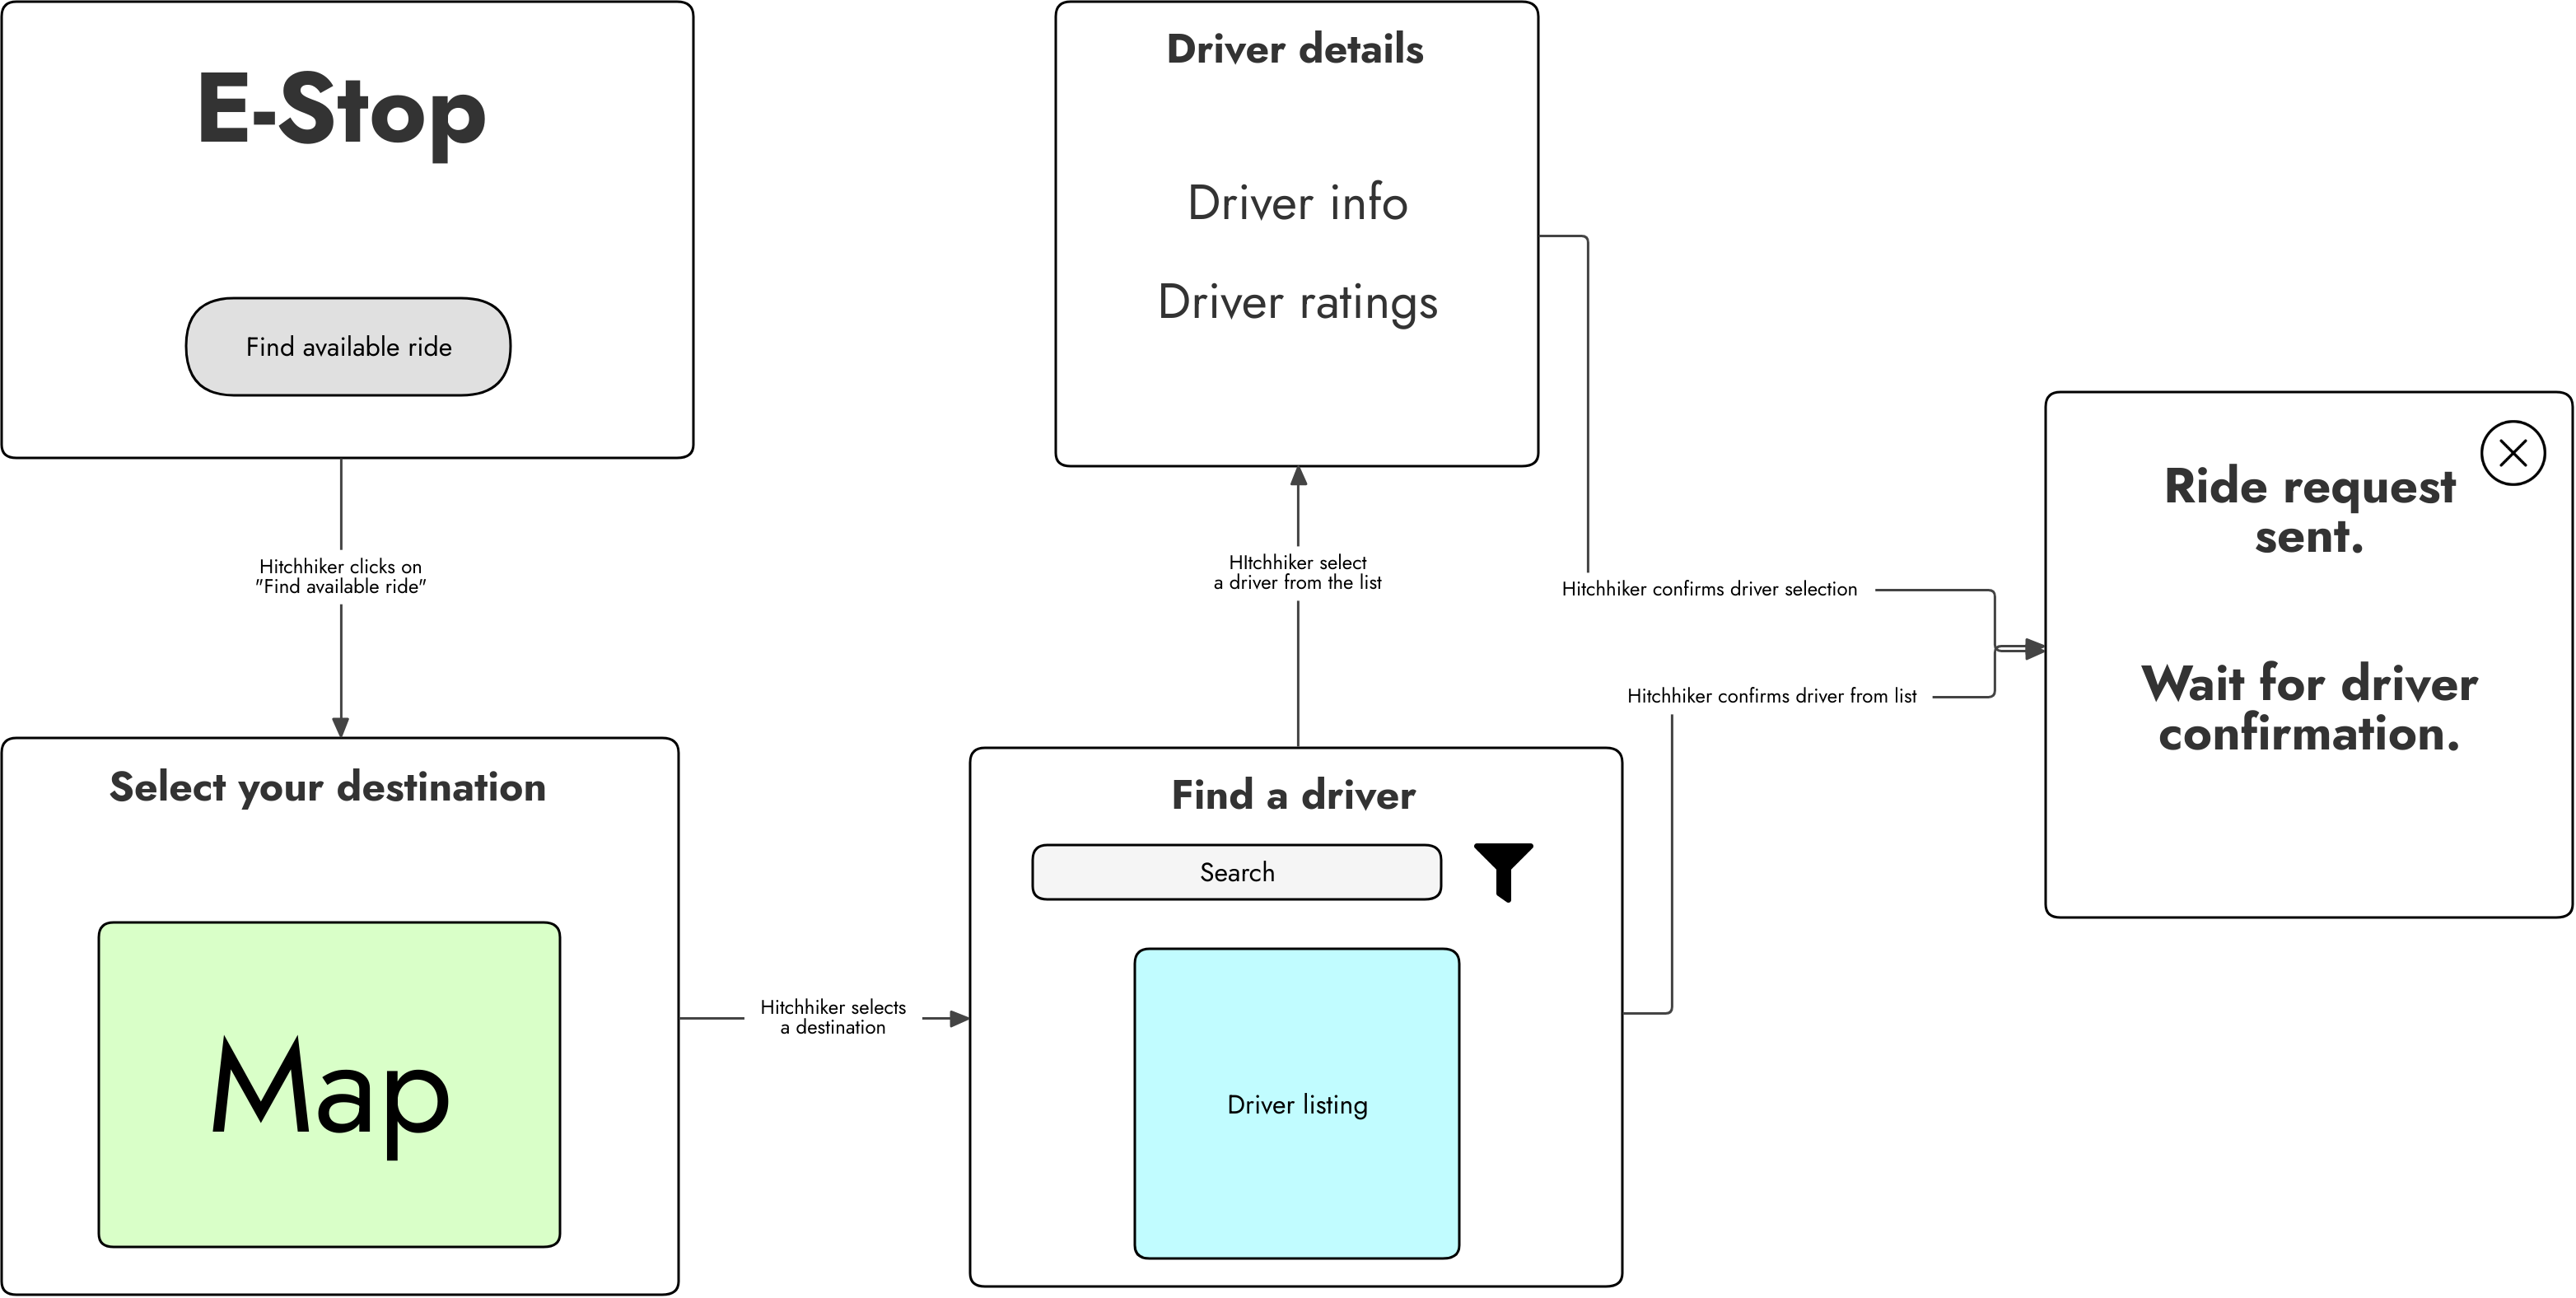 E-Stop
Find available ride
Hitchhiker clicks on
"Find available ride"
Select your destination
Map
Hitchhiker selects
a destination
Driver details
Driver info
Driver ratings
HItchhiker select
a driver from the list
Find a driver
Search
Driver listing
Hitchhiker confirms driver selection
Hitchhiker confirms driver from list
Ride request
sent.
Wait for driver
confirmation.